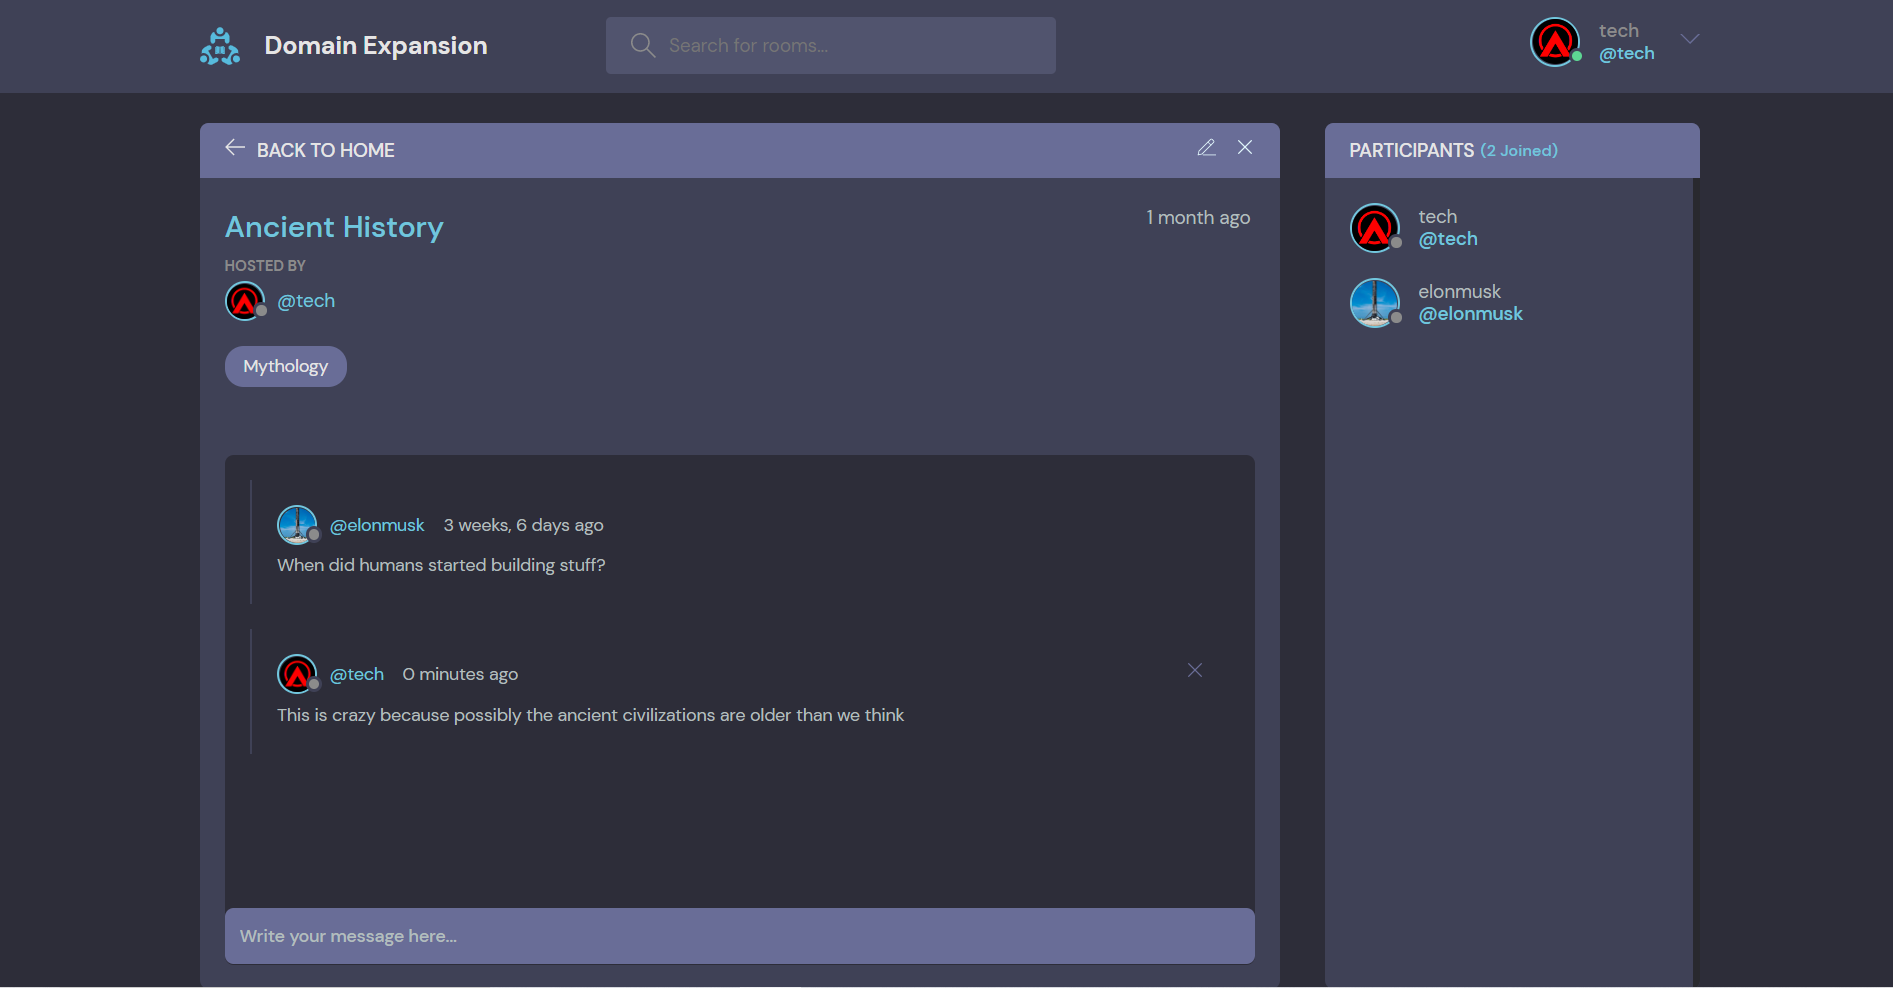 Domain Expansion
Search for rooms...
tech
@tech
BACK TO HOME
Ancient History
1 month ago
HOSTED BY
@tech
Mythology
@elonmusk 3 weeks, 6 days ago
When did humans started building stuff?
@tech 0 minutes ago
This is crazy because possibly the ancient civilizations are older than we think
Write your message here...
PARTICIPANTS (2 Joined)
tech
@tech
elonmusk
@elonmusk